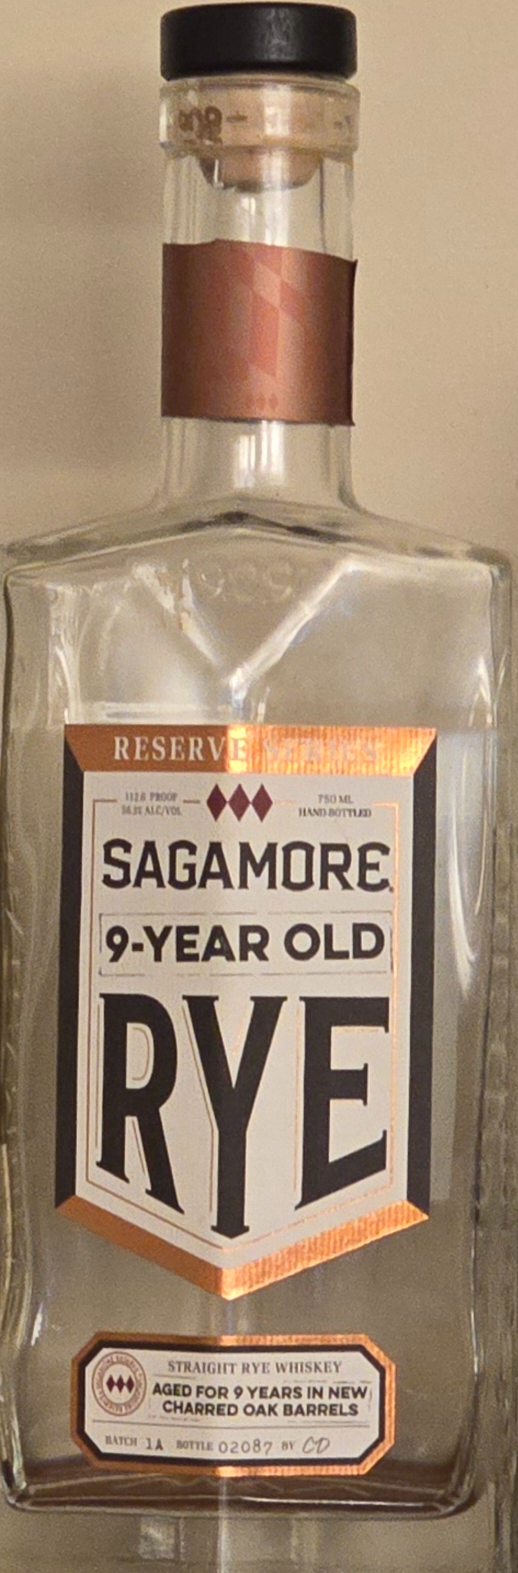 RESERVE SERIES
112.6 PROOF
56.3% ALC/VOL
750 ML
HAND-BOTTLED
SAGAMORE
9-YEAR OLD
RYE
STRAIGHT RYE WHISKEY
AGED FOR 9 YEARS IN NEW
CHARRED OAK BARRELS
BATCH 1A BOTTLE 02087 BY CD